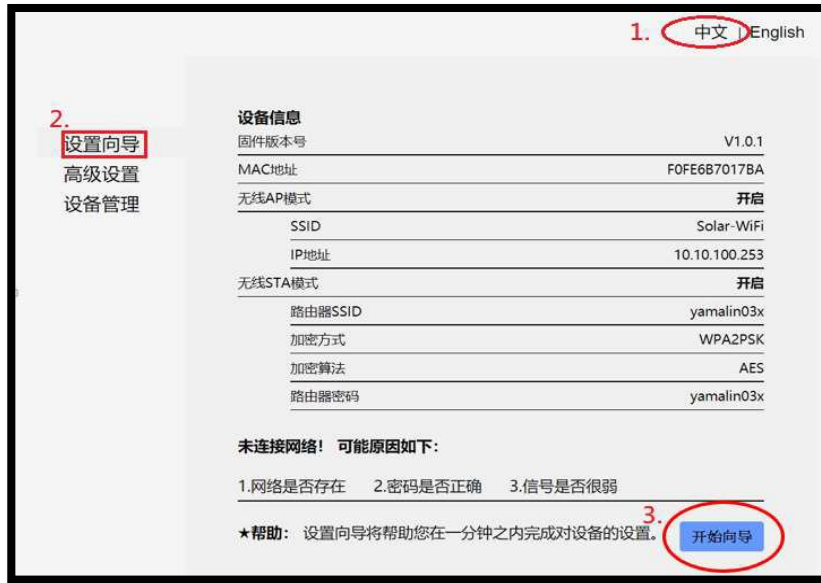 1. 中文 | English
2.
设置向导
高级设置
设备管理
设备信息
固件版本号 V1.0.1
MAC地址 F0FE6B7017BA
无线AP模式 开启
SSID Solar-WiFi
IP地址 10.10.100.253
无线STA模式 开启
路由器SSID yamalin03x
加密方式 WPA2PSK
加密算法 AES
路由器密码 yamalin03x
未连接网络! 可能原因如下:
1.网络是否存在 2.密码是否正确 3.信号是否很弱
3.
★帮助: 设置向导将帮助您在一分钟之内完成对设备的设置。 开始向导